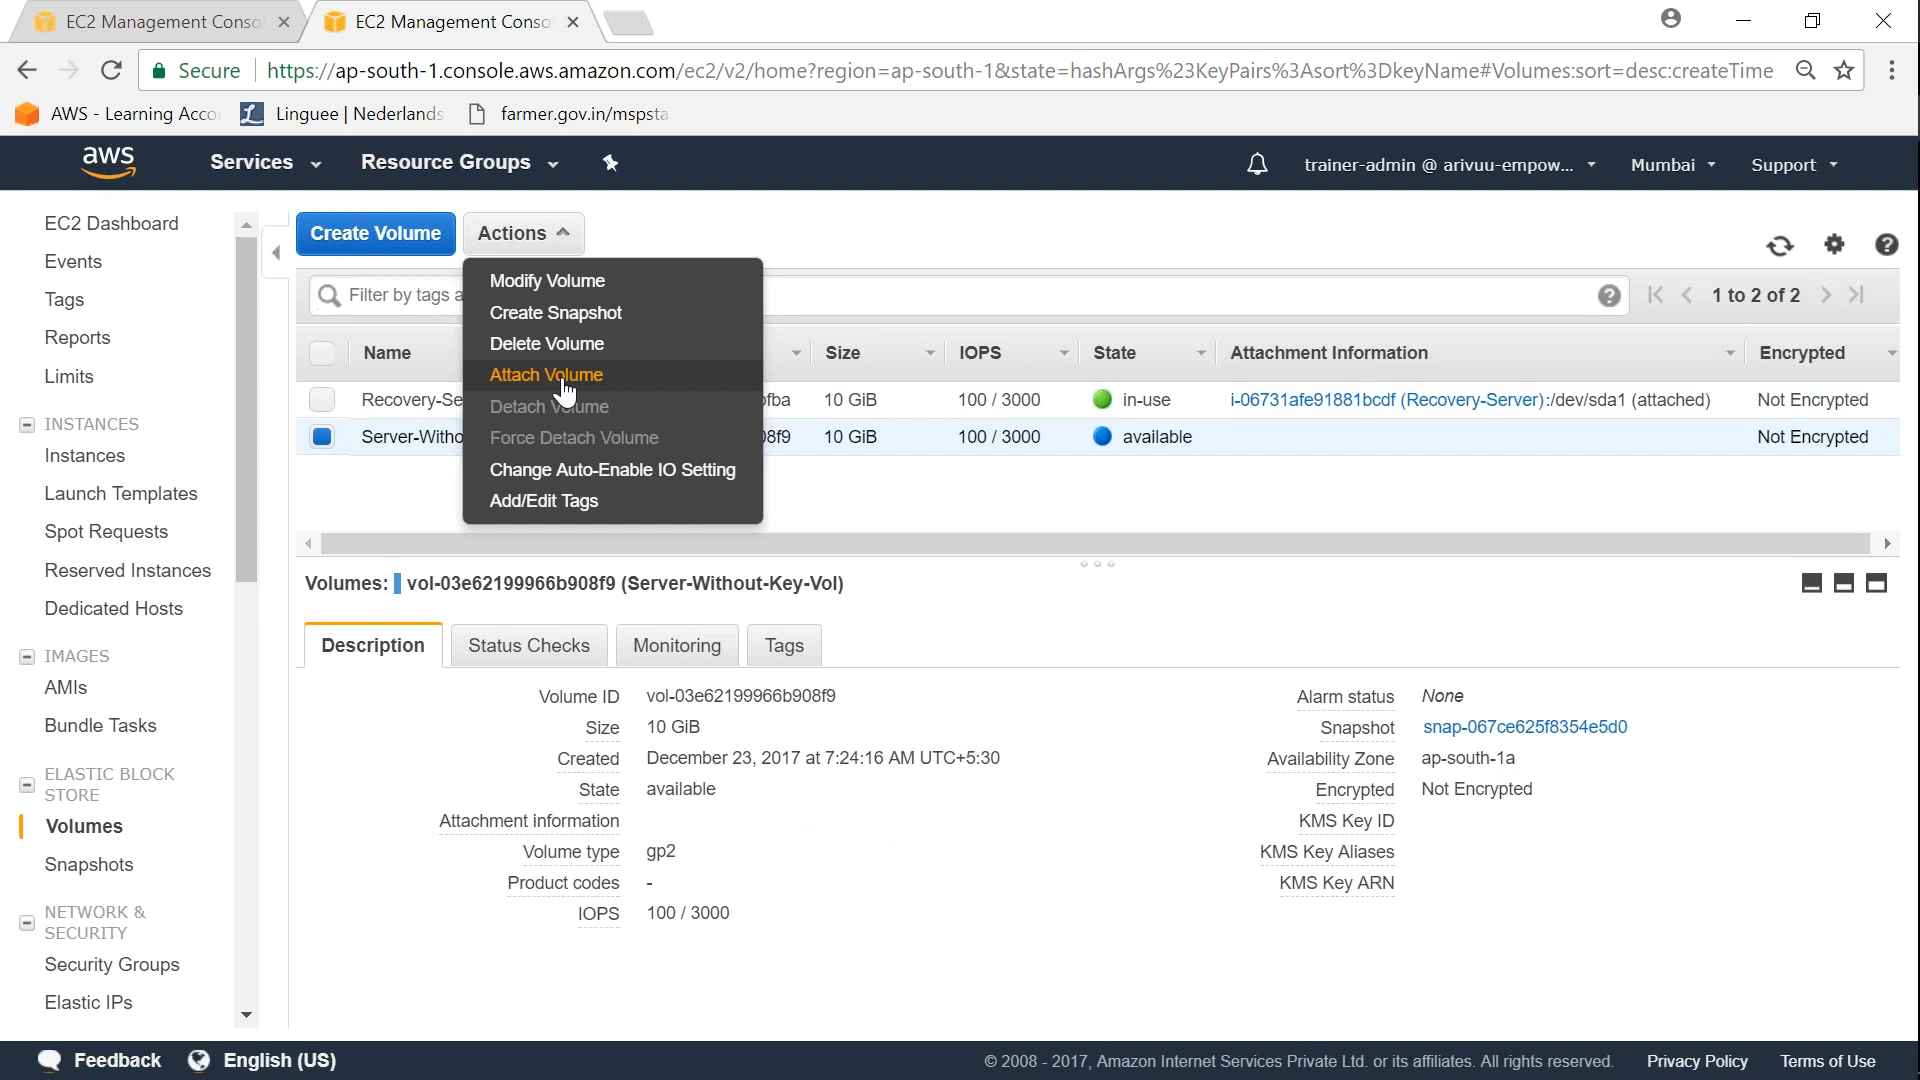 EC2 Management Conso
EC2 Management Conso
Secure https://ap-south-1.console.aws.amazon.com/ec2/v2/home?region=ap-south-1&state=hashArgs%23KeyPairs%3Asort%3DkeyName#Volumes:sort=desc:createTime
AWS - Learning Acco Linguee | Nederlands farmer.gov.in/mspsta
aws Services Resource Groups trainer-admin @ arivuu-empow... Mumbai Support
EC2 Dashboard
Events
Tags
Reports
Limits
INSTANCES
Instances
Launch Templates
Spot Requests
Reserved Instances
Dedicated Hosts
IMAGES
AMIs
Bundle Tasks
ELASTIC BLOCK
STORE
Volumes
Snapshots
NETWORK &
SECURITY
Security Groups
Elastic IPs
Create Volume Actions
Filter by tags a 1 to 2 of 2
Modify Volume
Create Snapshot
Delete Volume
Attach Volume
Detach Volume
Force Detach Volume
Change Auto-Enable IO Setting
Add/Edit Tags
Name Size IOPS State Attachment Information Encrypted
Recovery-Se ofba 10 GiB 100 / 3000 in-use i-06731afe91881bcdf (Recovery-Server):/dev/sda1 (attached) Not Encrypted
Server-Witho 08f9 10 GiB 100 / 3000 available Not Encrypted
Volumes: vol-03e62199966b908f9 (Server-Without-Key-Vol)
Description Status Checks Monitoring Tags
Volume ID vol-03e62199966b908f9
Size 10 GiB
Created December 23, 2017 at 7:24:16 AM UTC+5:30
State available
Attachment information
Volume type gp2
Product codes -
IOPS 100 / 3000
Alarm status None
Snapshot snap-067ce625f8354e5d0
Availability Zone ap-south-1a
Encrypted Not Encrypted
KMS Key ID
KMS Key Aliases
KMS Key ARN
Feedback English (US) © 2008 - 2017, Amazon Internet Services Private Ltd. or its affiliates. All rights reserved. Privacy Policy Terms of Use